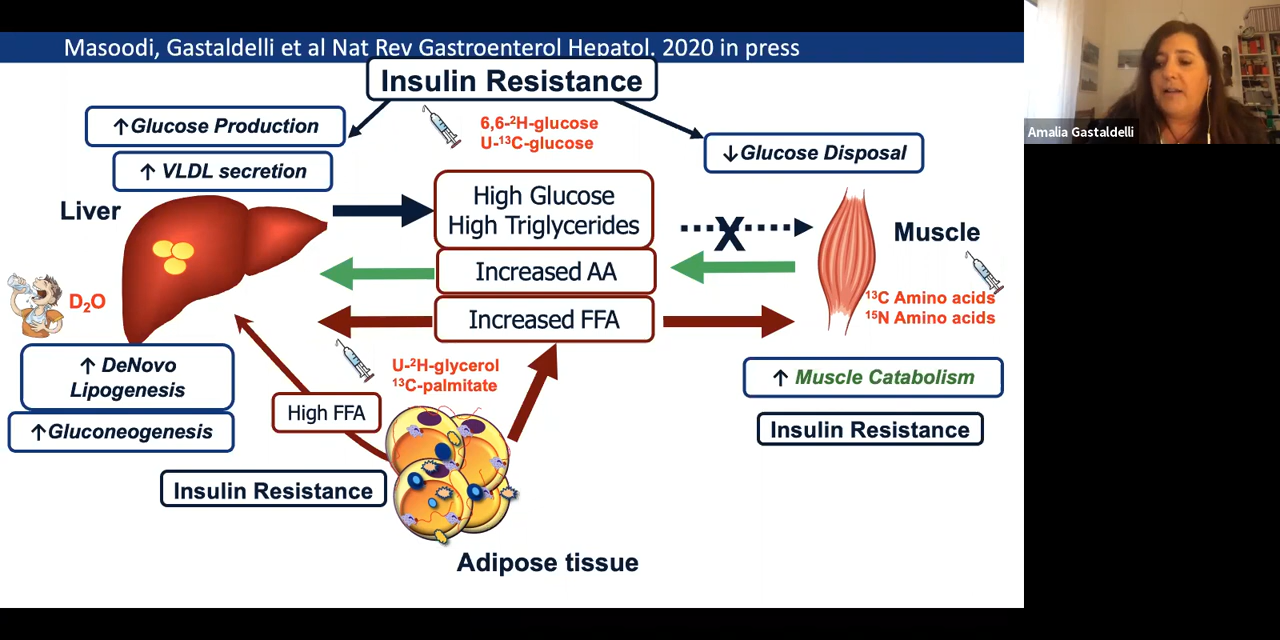 Masoodi, Gastaldelli et al Nat Rev Gastroenterol Hepatol. 2020 in press
Insulin Resistance
↑Glucose Production
6,6-²H-glucose
U-¹³C-glucose
↓Glucose Disposal
↑ VLDL secretion
Liver
High Glucose
High Triglycerides
X
Muscle
Increased AA
D₂O
¹³C Amino acids
¹⁵N Amino acids
Increased FFA
↑ DeNovo
Lipogenesis
U-²H-glycerol
¹³C-palmitate
↑ Muscle Catabolism
High FFA
↑Gluconeogenesis
Insulin Resistance
Insulin Resistance
Adipose tissue
Amalia Gastaldelli